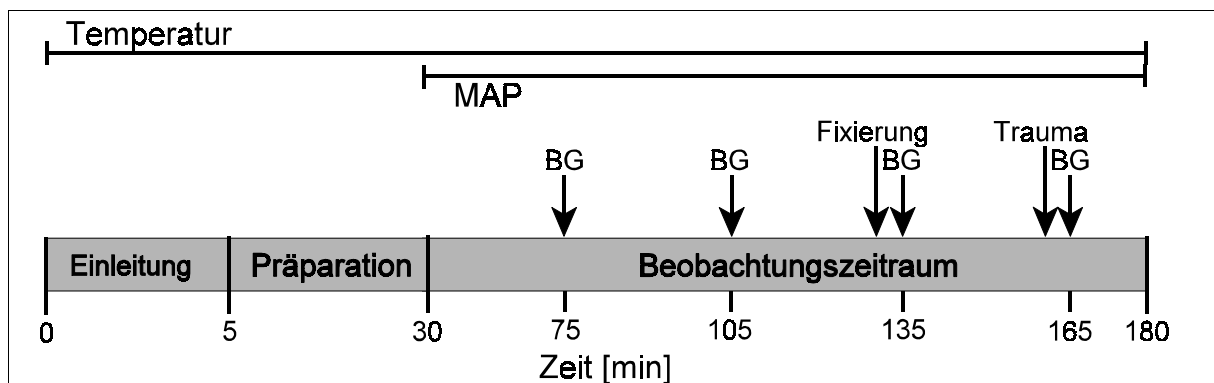 Temperatur
MAP
Fixierung Trauma
BG BG BG BG
Einleitung Präparation Beobachtungszeitraum
0 5 30 75 105 135 165 180
Zeit [min]